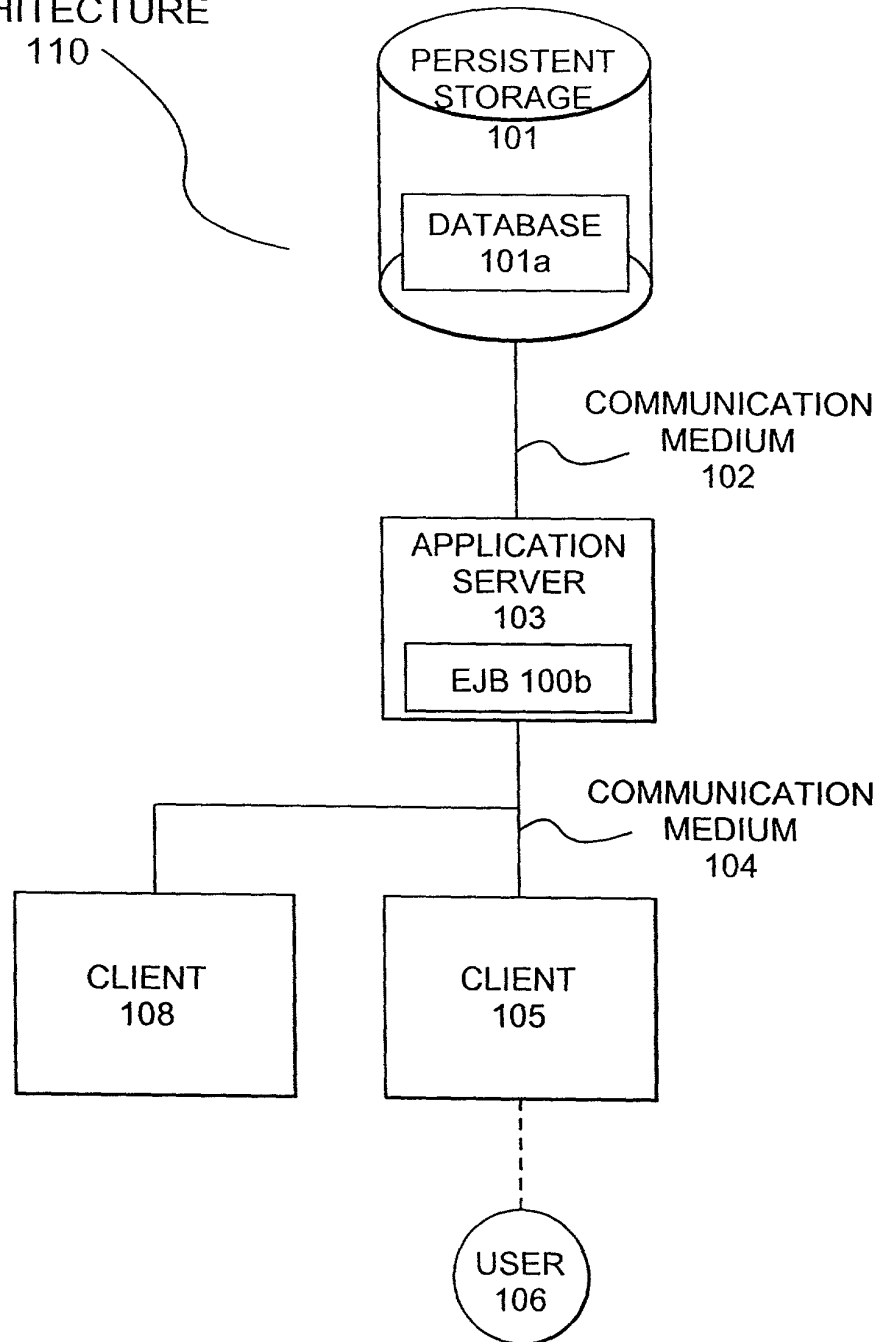 110
PERSISTENT
STORAGE
101
DATABASE
101a
COMMUNICATION
MEDIUM
102
APPLICATION
SERVER
103
EJB 100b
COMMUNICATION
MEDIUM
104
CLIENT
108
CLIENT
105
USER
106